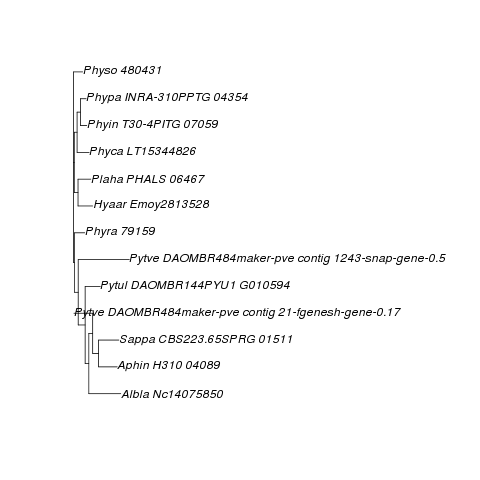 Physo 480431
Phypa INRA-310PPTG 04354
Phyin T30-4PITG 07059
Phyca LT15344826
Plaha PHALS 06467
Hyaar Emoy2813528
Phyra 79159
Pytve DAOMBR484maker-pve contig 1243-snap-gene-0.5
Pytul DAOMBR144PYU1 G010594
Pytve DAOMBR484maker-pve contig 21-fgenesh-gene-0.17
Sappa CBS223.65SPRG 01511
Aphin H310 04089
Albla Nc14075850